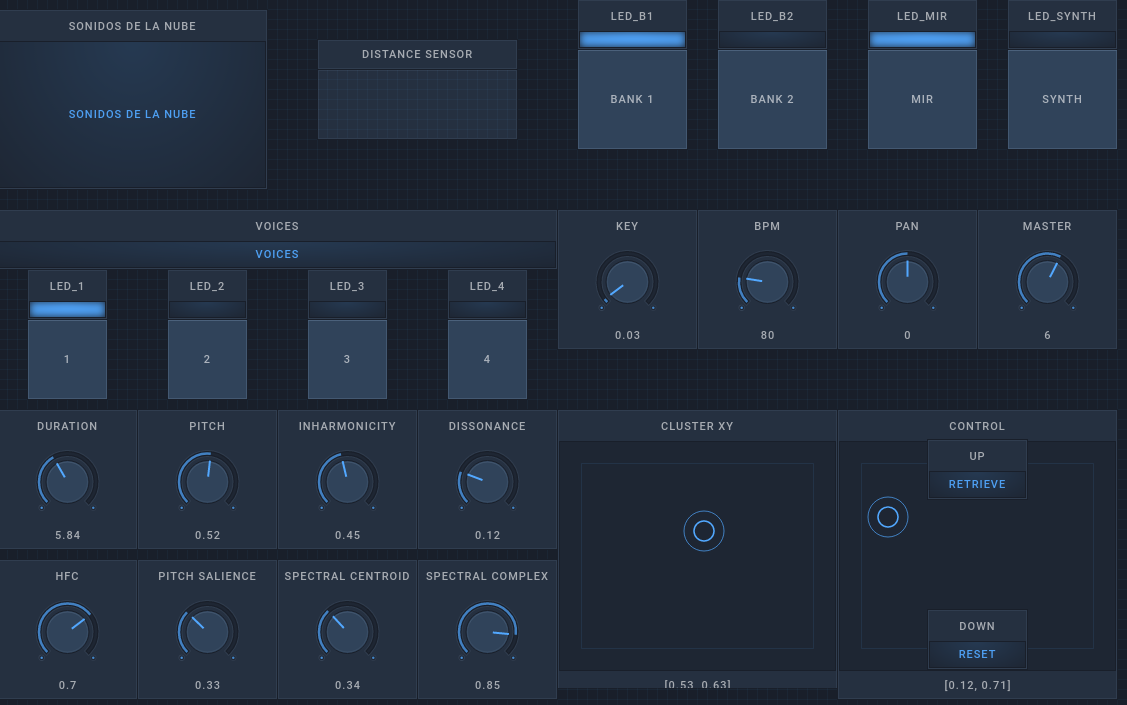 SONIDOS DE LA NUBE
SONIDOS DE LA NUBE
DISTANCE SENSOR
LED_B1
LED_B2
LED_MIR
LED_SYNTH
BANK 1
BANK 2
MIR
SYNTH
VOICES
VOICES
LED_1
LED_2
LED_3
LED_4
1
2
3
4
KEY
BPM
PAN
MASTER
0.03
80
0
6
DURATION
PITCH
INHARMONICITY
DISSONANCE
5.84
0.52
0.45
0.12
HFC
PITCH SALIENCE
SPECTRAL CENTROID
SPECTRAL COMPLEX
0.7
0.33
0.34
0.85
CLUSTER XY
[0.53, 0.63]
CONTROL
UP
RETRIEVE
DOWN
RESET
[0.12, 0.71]